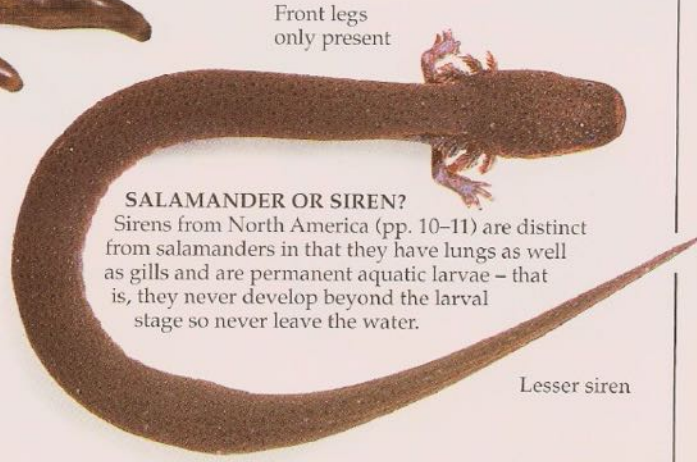 Front legs
only present
SALAMANDER OR SIREN?
Sirens from North America (pp. 10–11) are distinct
from salamanders in that they have lungs as well
as gills and are permanent aquatic larvae – that
is, they never develop beyond the larval
stage so never leave the water.
Lesser siren